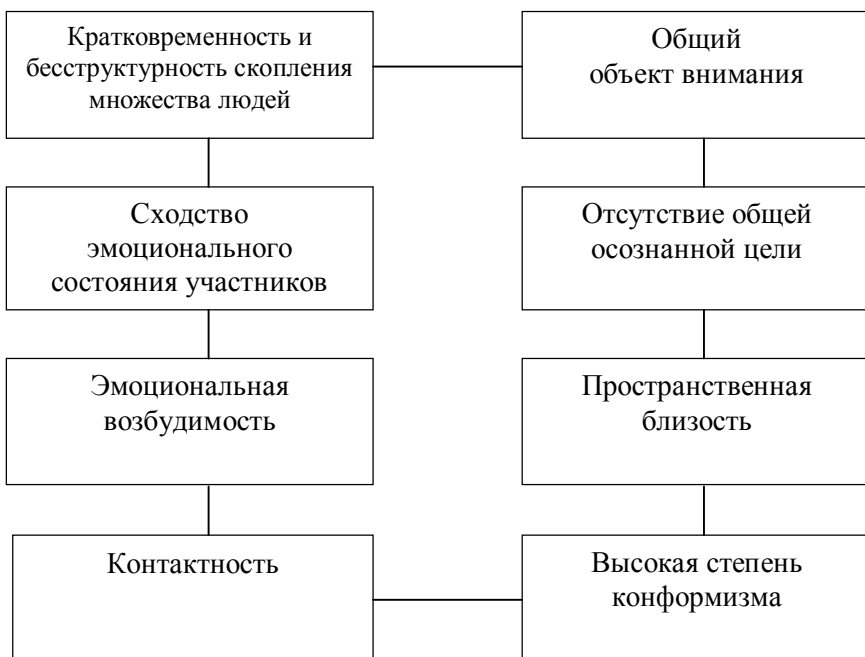 Кратковременность и
бесструктурность скопления
множества людей
Общий
объект внимания
Сходство
эмоционального
состояния участников
Отсутствие общей
осознанной цели
Эмоциональная
возбудимость
Пространственная
близость
Контактность
Высокая степень
конформизма